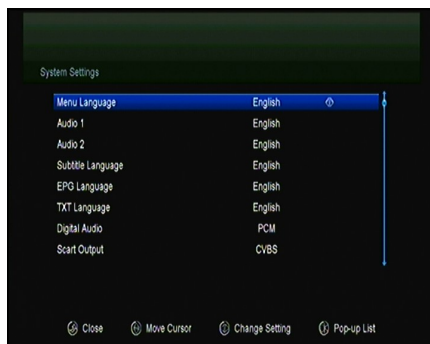 System Settings
Menu Language English
Audio 1 English
Audio 2 English
Subtitle Language English
EPG Language English
TXT Language English
Digital Audio PCM
Scart Output CVBS
Close Move Cursor Change Setting Pop-up List